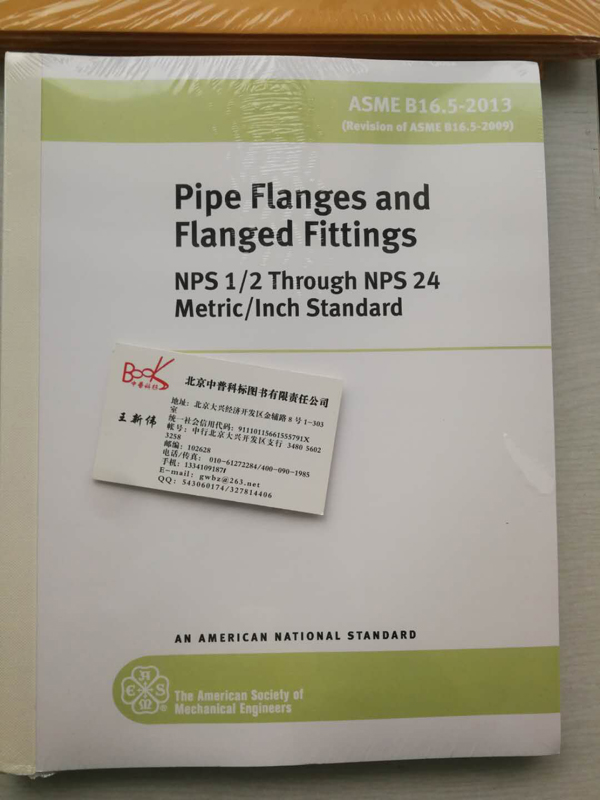 ASME B16.5-2013
(Revision of ASME B16.5-2009)
Pipe Flanges and
Flanged Fittings
NPS 1/2 Through NPS 24
Metric/Inch Standard
BooKS
中普科标
北京中普科标图书有限责任公司
王新伟
地址：北京大兴经济开发区金辅路8号1-303
室
统一社会信用代码：91110115661555791X
帐号：中行北京大兴开发区支行 3480 5602
3258
邮编：102628
电话/传真： 010-61272284/400-090-1985
手机：
E-mail：gwbz@263.net
QQ：543060174/327814406
AN AMERICAN NATIONAL STANDARD
ASME
®
The American Society of
Mechanical Engineers